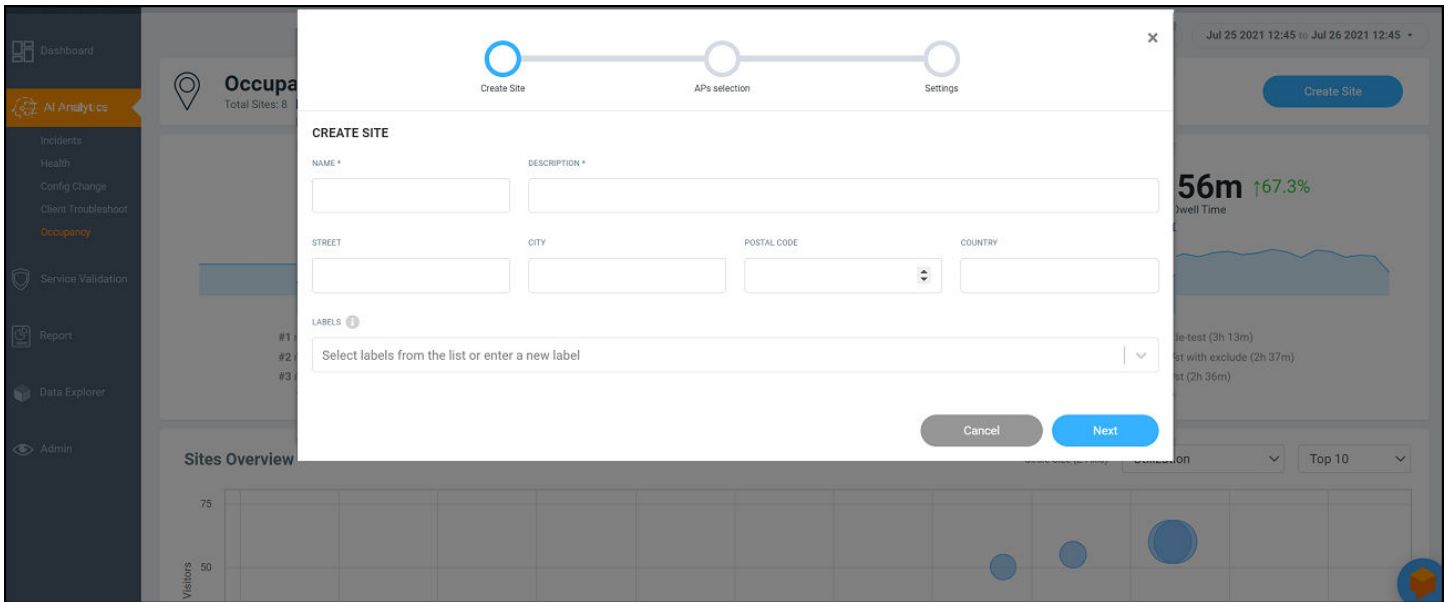 Dashboard
AI Analytics
Incidents
Health
Config Change
Client Troubleshoot
Occupancy
Service Validation
Report
Data Explorer
Admin
Jul 25 2021 12:45 to Jul 26 2021 12:45
Occupa
Total Sites: 8
Create Site
Create Site
APs selection
Settings
CREATE SITE
NAME *
DESCRIPTION *
STREET
CITY
POSTAL CODE
COUNTRY
LABELS
Select labels from the list or enter a new label
Cancel
Next
56m ↑67.3%
Dwell Time
#1
#2
#3
le-test (3h 13m)
st with exclude (2h 37m)
st (2h 36m)
Sites Overview
Utilization
Top 10
75
50
Visitors